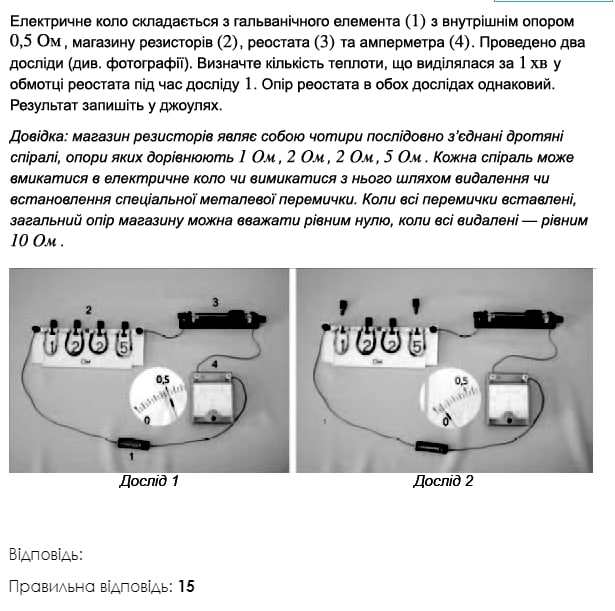 Електричне коло складається з гальванічного елемента (1) з внутрішнім опором
0,5 Ом, магазину резисторів (2), реостата (3) та амперметра (4). Проведено два
досліди (див. фотографії). Визначте кількість теплоти, що виділялася за 1 хв у
обмотці реостата під час досліду 1. Опір реостата в обох дослідах однаковий.
Результат запишіть у джоулях.
Довідка: магазин резисторів являє собою чотири послідовно з'єднані дротяні
спіралі, опори яких дорівнюють 1 Ом, 2 Ом, 2 Ом, 5 Ом. Кожна спіраль може
вмикатися в електричне коло чи вимикатися з нього шляхом видалення чи
встановлення спеціальної металевої перемички. Коли всі перемички вставлені,
загальний опір магазину можна вважати рівним нулю, коли всі видалені — рівним
10 Ом.
2
3
1 2 2 5
Ом
4
0,5
0
1
1 2 2 5
Ом
0,5
0
1
Дослід 1
Дослід 2
Відповідь:
Правильна відповідь: 15